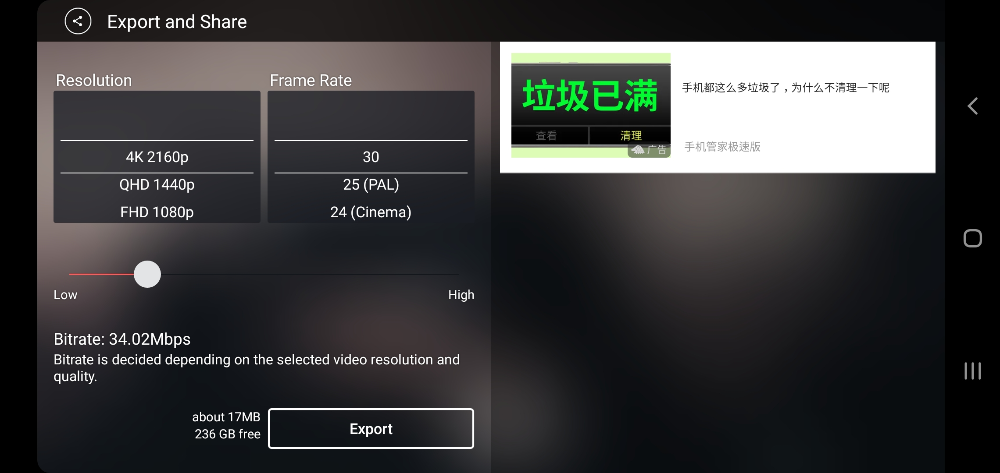 Export and Share
Resolution
Frame Rate
4K 2160p
QHD 1440p
FHD 1080p
30
25 (PAL)
24 (Cinema)
Low
High
Bitrate: 34.02Mbps
Bitrate is decided depending on the selected video resolution and
quality.
about 17MB
236 GB free
Export
垃圾已满
查看
清理
广告
手机都这么多垃圾了，为什么不清理一下呢
手机管家极速版